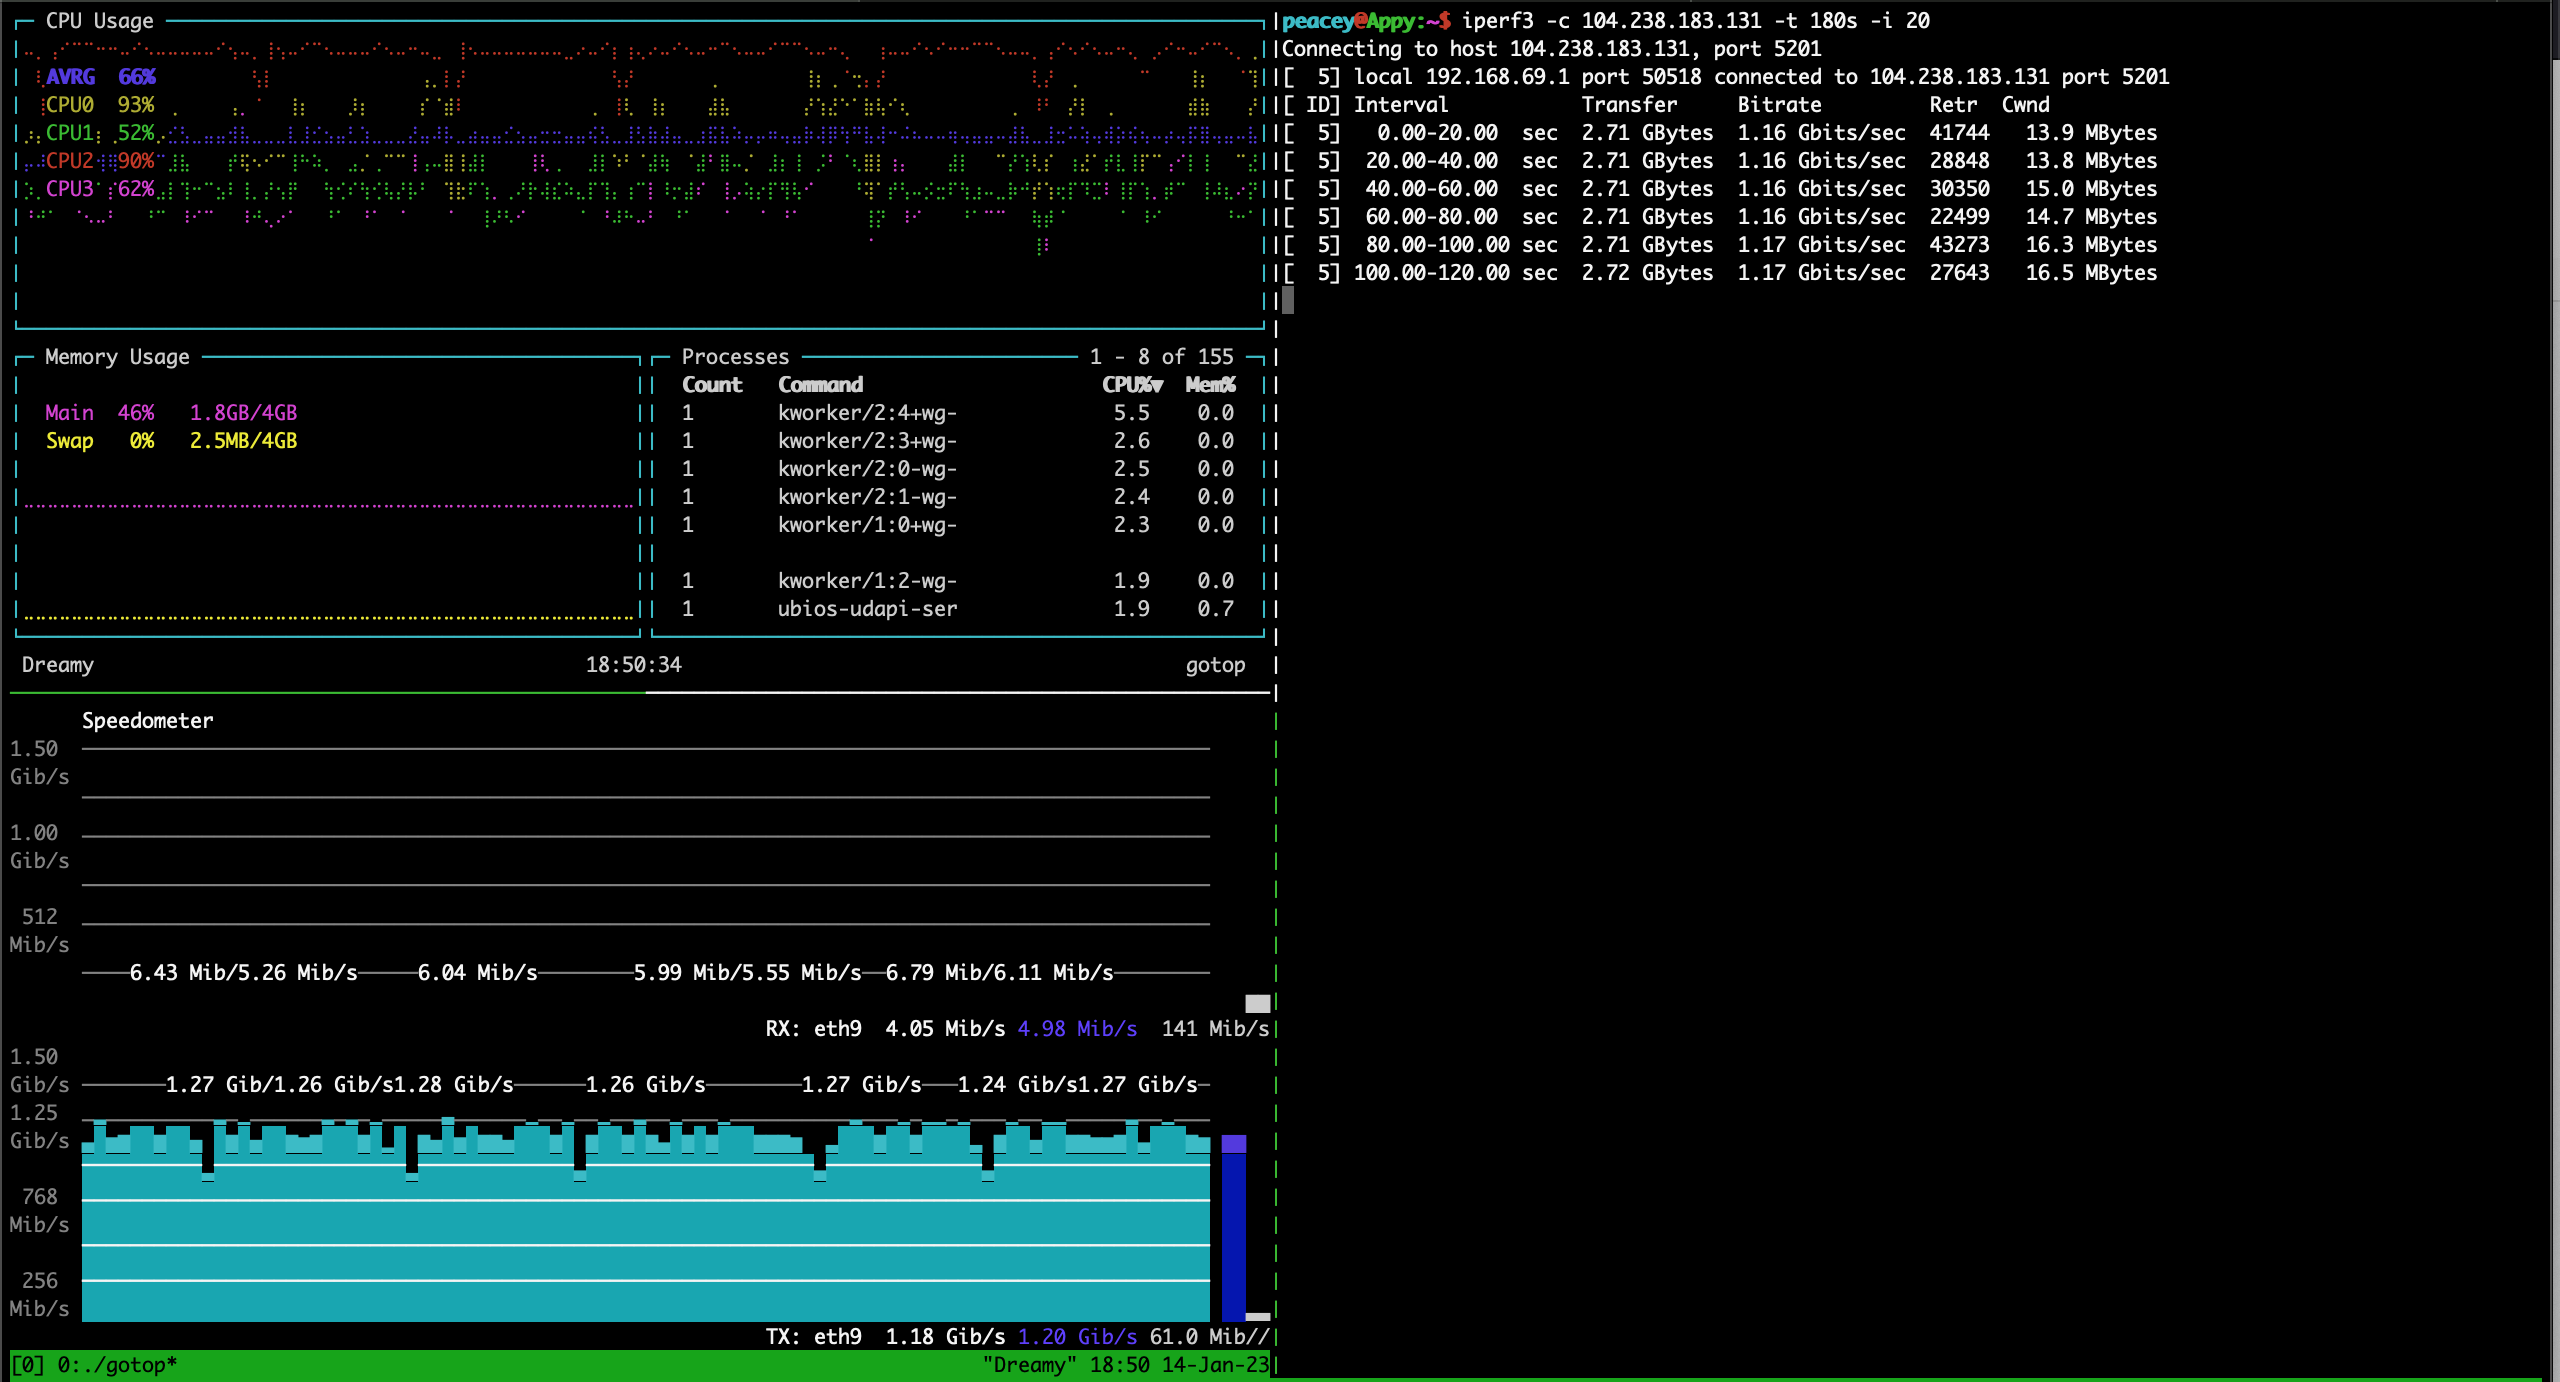 CPU Usage
AVRG 66%
CPU0 93%
CPU1 52%
CPU2 90%
CPU3 62%
Memory Usage
Main 46% 1.8GB/4GB
Swap 0% 2.5MB/4GB
Processes 1 - 8 of 155
Count Command CPU%▼ Mem%
1 kworker/2:4+wg- 5.5 0.0
1 kworker/2:3+wg- 2.6 0.0
1 kworker/2:0-wg- 2.5 0.0
1 kworker/2:1-wg- 2.4 0.0
1 kworker/1:0+wg- 2.3 0.0
1 kworker/1:2-wg- 1.9 0.0
1 ubios-udapi-ser 1.9 0.7
Dreamy 18:50:34 gotop
Speedometer
1.50
Gib/s
1.00
Gib/s
512
Mib/s
6.43 Mib/5.26 Mib/s 6.04 Mib/s 5.99 Mib/5.55 Mib/s 6.79 Mib/6.11 Mib/s
RX: eth9 4.05 Mib/s 4.98 Mib/s 141 Mib/s
1.50
Gib/s 1.27 Gib/1.26 Gib/s1.28 Gib/s 1.26 Gib/s 1.27 Gib/s 1.24 Gib/s1.27 Gib/s
1.25
Gib/s
768
Mib/s
256
Mib/s
TX: eth9 1.18 Gib/s 1.20 Gib/s 61.0 Mib//
[0] 0:./gotop* "Dreamy" 18:50 14-Jan-23
peacey@Appy:~$ iperf3 -c 104.238.183.131 -t 180s -i 20
Connecting to host 104.238.183.131, port 5201
[ 5] local 192.168.69.1 port 50518 connected to 104.238.183.131 port 5201
[ ID] Interval Transfer Bitrate Retr Cwnd
[ 5] 0.00-20.00 sec 2.71 GBytes 1.16 Gbits/sec 41744 13.9 MBytes
[ 5] 20.00-40.00 sec 2.71 GBytes 1.16 Gbits/sec 28848 13.8 MBytes
[ 5] 40.00-60.00 sec 2.71 GBytes 1.16 Gbits/sec 30350 15.0 MBytes
[ 5] 60.00-80.00 sec 2.71 GBytes 1.16 Gbits/sec 22499 14.7 MBytes
[ 5] 80.00-100.00 sec 2.71 GBytes 1.17 Gbits/sec 43273 16.3 MBytes
[ 5] 100.00-120.00 sec 2.72 GBytes 1.17 Gbits/sec 27643 16.5 MBytes